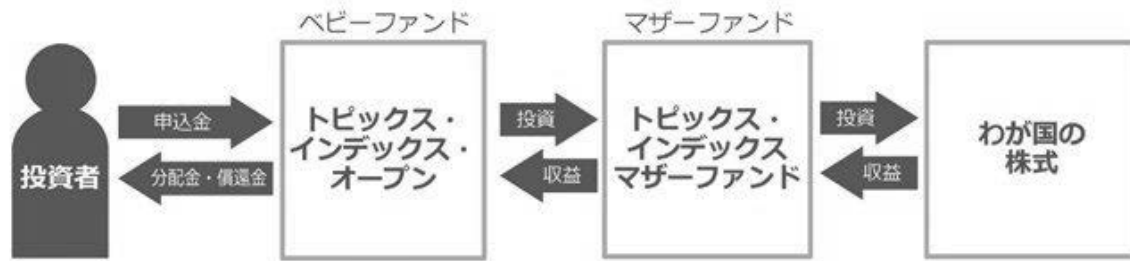 ベビーファンド
マザーファンド
投資者
申込金
分配金・償還金
トピックス・
インデックス・
オープン
投資
収益
トピックス・
インデックス
マザーファンド
投資
収益
わが国の
株式